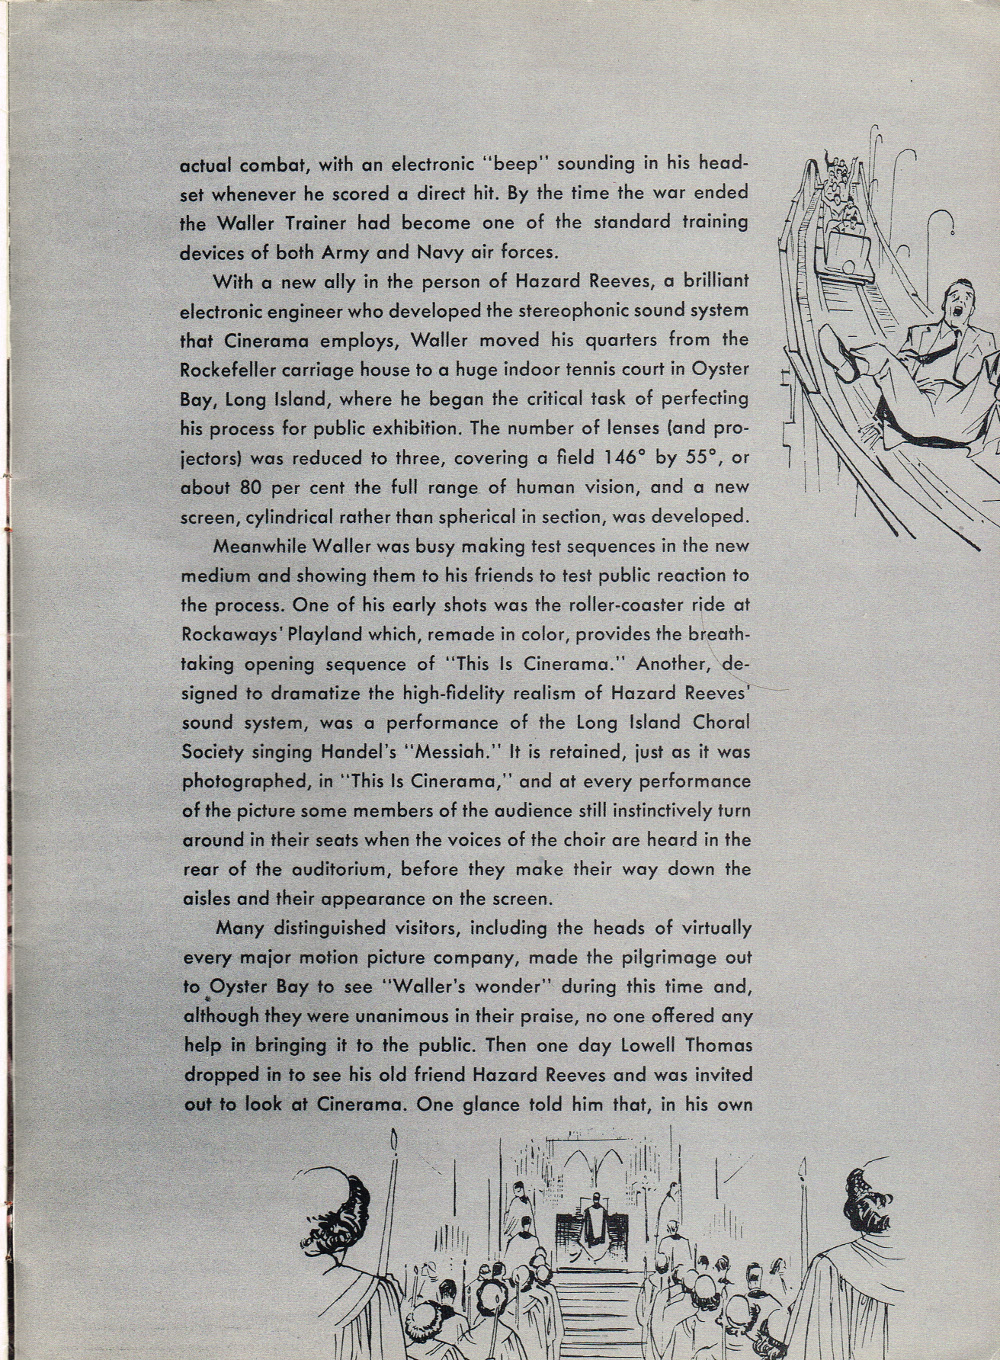 actual combat, with an electronic "beep" sounding in his head-
set whenever he scored a direct hit. By the time the war ended
the Waller Trainer had become one of the standard training
devices of both Army and Navy air forces.
With a new ally in the person of Hazard Reeves, a brilliant
electronic engineer who developed the stereophonic sound system
that Cinerama employs, Waller moved his quarters from the
Rockefeller carriage house to a huge indoor tennis court in Oyster
Bay, Long Island, where he began the critical task of perfecting
his process for public exhibition. The number of lenses (and pro-
jectors) was reduced to three, covering a field 146° by 55°, or
about 80 per cent the full range of human vision, and a new
screen, cylindrical rather than spherical in section, was developed.
Meanwhile Waller was busy making test sequences in the new
medium and showing them to his friends to test public reaction to
the process. One of his early shots was the roller-coaster ride at
Rockaways' Playland which, remade in color, provides the breath-
taking opening sequence of "This Is Cinerama." Another, de-
signed to dramatize the high-fidelity realism of Hazard Reeves'
sound system, was a performance of the Long Island Choral
Society singing Handel's "Messiah." It is retained, just as it was
photographed, in "This Is Cinerama," and at every performance
of the picture some members of the audience still instinctively turn
around in their seats when the voices of the choir are heard in the
rear of the auditorium, before they make their way down the
aisles and their appearance on the screen.
Many distinguished visitors, including the heads of virtually
every major motion picture company, made the pilgrimage out
to Oyster Bay to see "Waller's wonder" during this time and,
although they were unanimous in their praise, no one offered any
help in bringing it to the public. Then one day Lowell Thomas
dropped in to see his old friend Hazard Reeves and was invited
out to look at Cinerama. One glance told him that, in his own